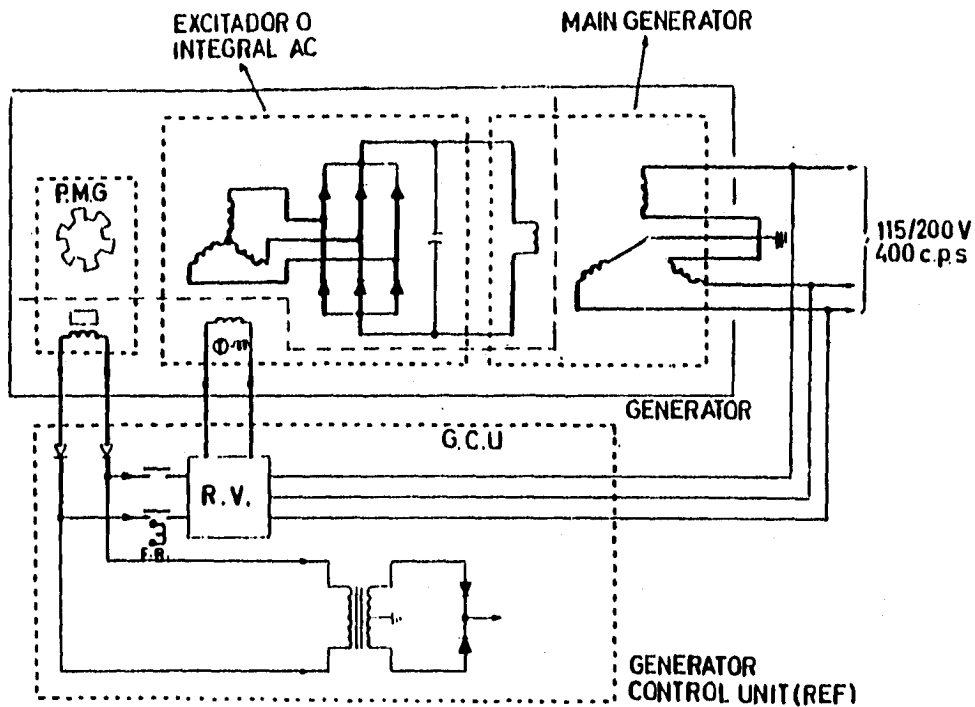 EXCITADOR O
INTEGRAL AC
MAIN GENERATOR
P.M.G
115/200 V
400 c.p.s
GENERATOR
G.C.U
R.V.
F.R.
GENERATOR
CONTROL UNIT (REF)